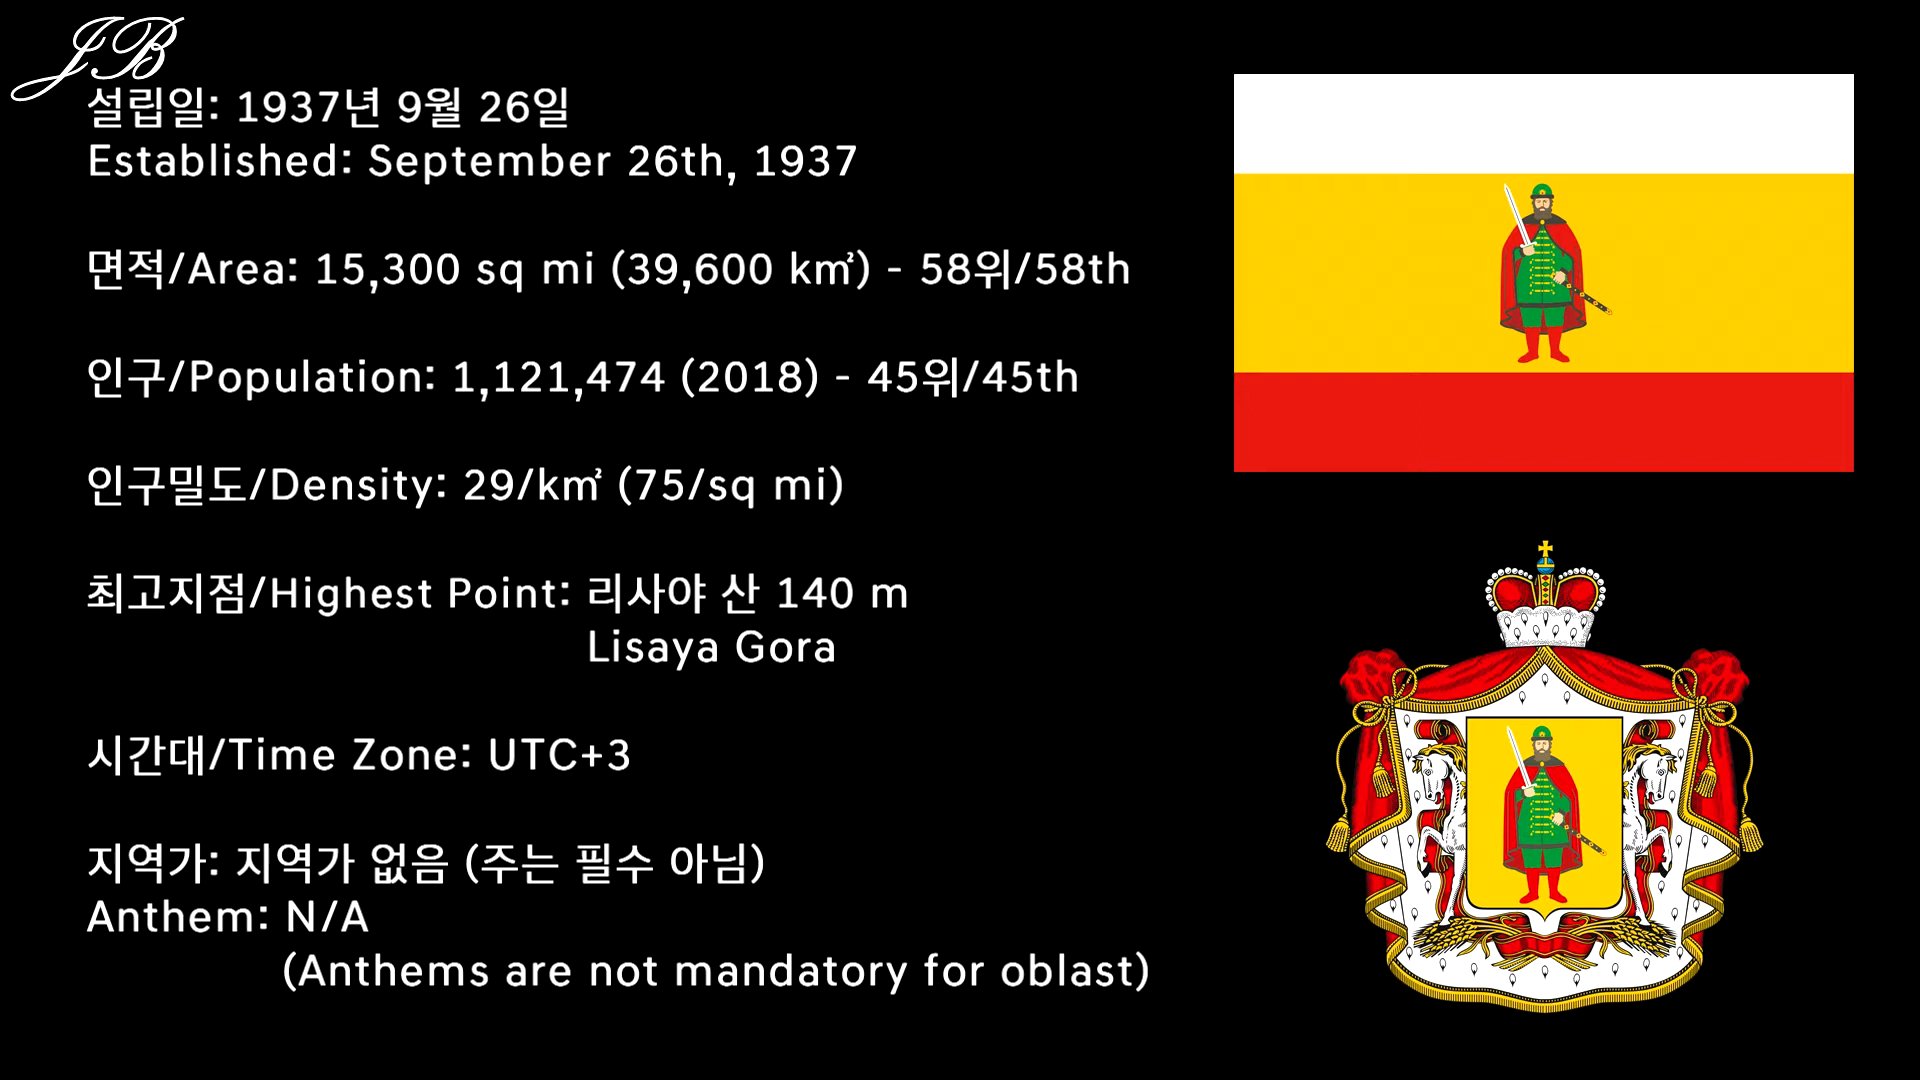 JB
설립일: 1937년 9월 26일
Established: September 26th, 1937
면적/Area: 15,300 sq mi (39,600 ㎢) - 58위/58th
인구/Population: 1,121,474 (2018) - 45위/45th
인구밀도/Density: 29/㎢ (75/sq mi)
최고지점/Highest Point: 리사야 산 140 m
Lisaya Gora
시간대/Time Zone: UTC+3
지역가: 지역가 없음 (주는 필수 아님)
Anthem: N/A
(Anthems are not mandatory for oblast)